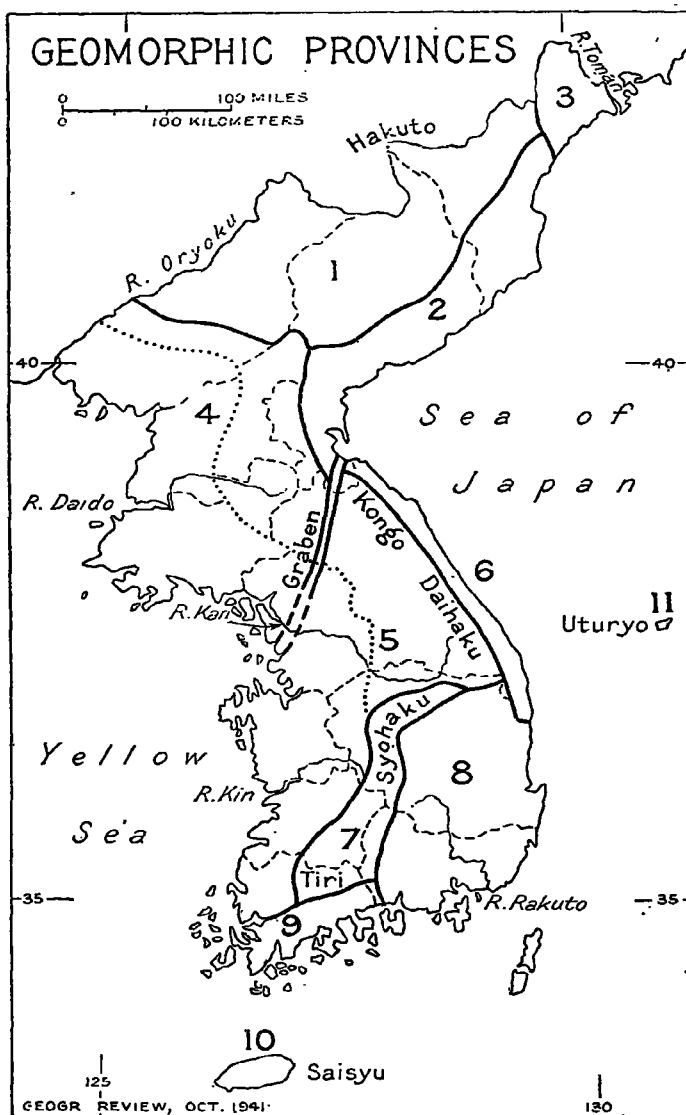 GEOMORPHIC PROVINCES
0 100 MILES
0 100 KILOMETERS
R. Toman
3
Hakuto
R. Oryoku
1
2
40
40
4
Sea of
Japan
R. Daido
Graben
Kongo
Daihaku
6
R. Kan
5
11
Uturyo
Syohaku
Yellow
Sea
8
R. Kin
7
Tiri
35
35
R. Rakuto
9
10
Saisyu
125
130
GEOGR REVIEW, OCT. 1941